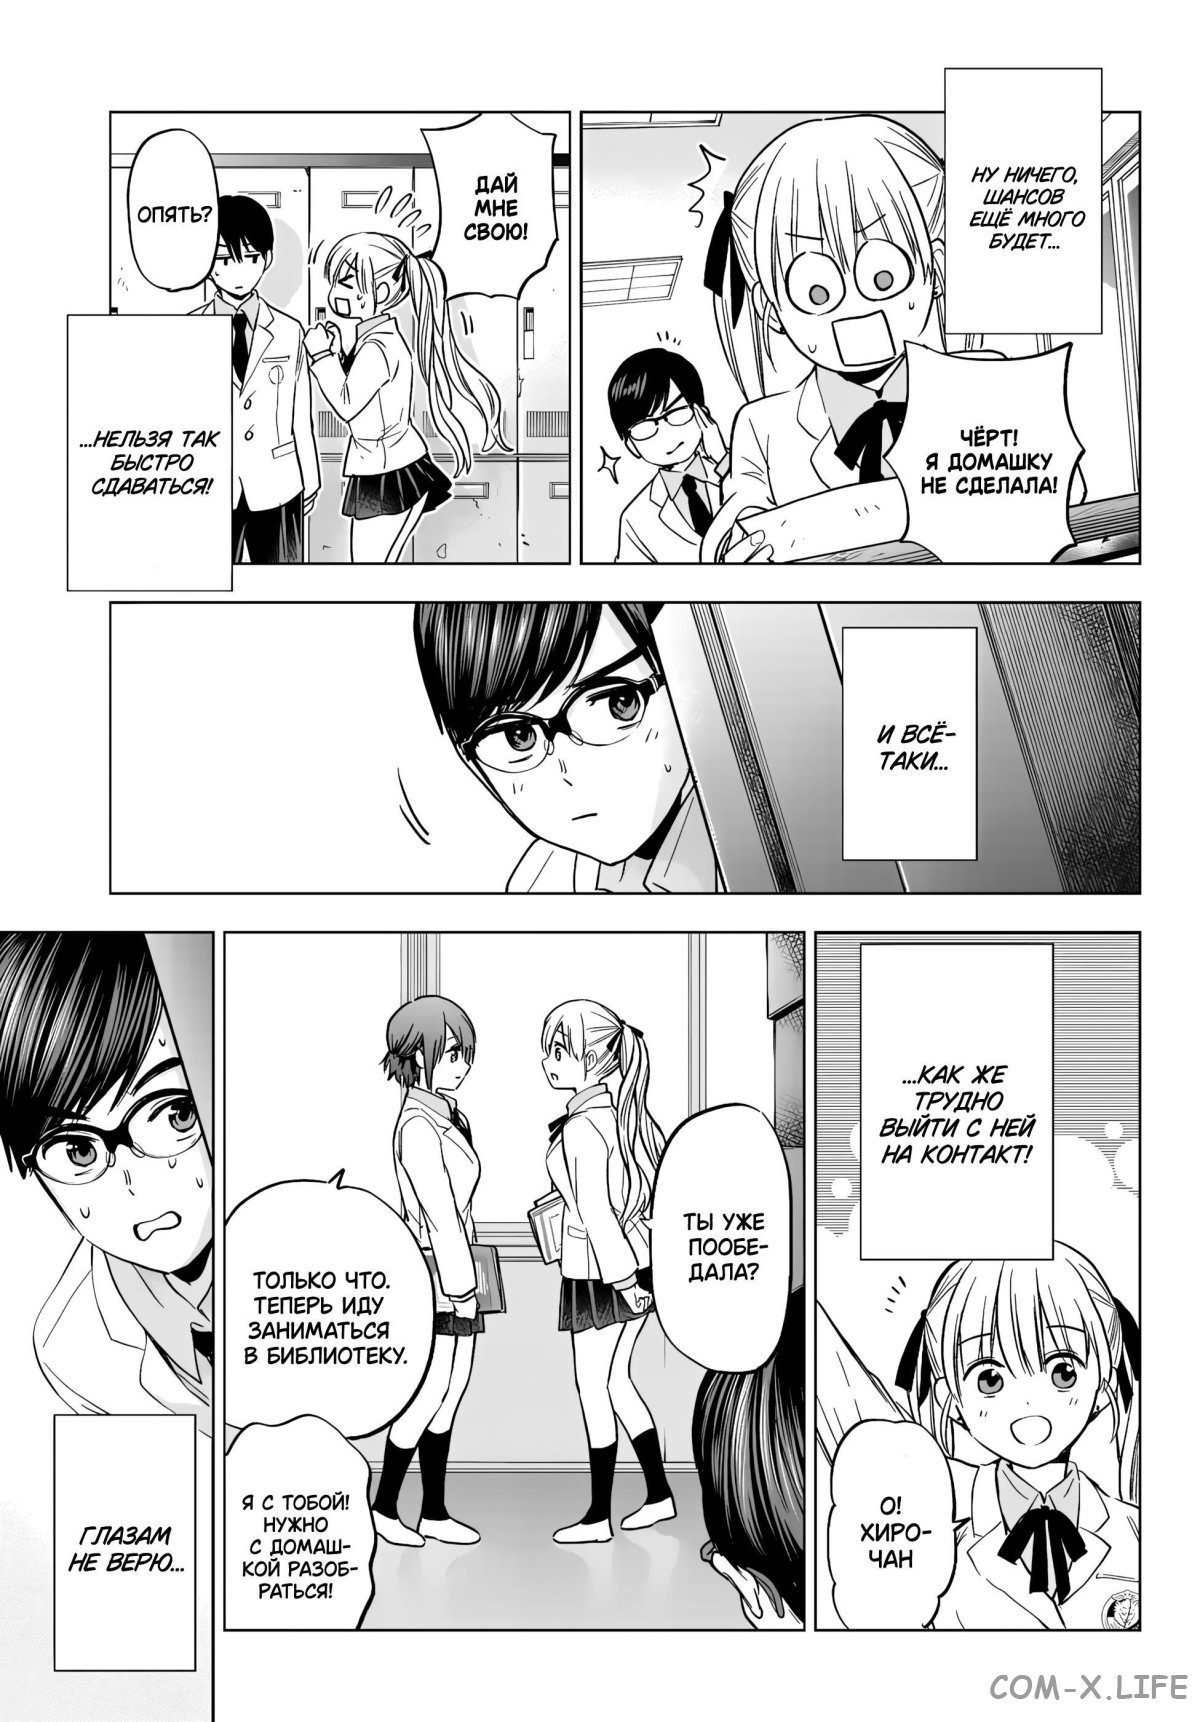 НУ НИЧЕГО,
ШАНСОВ
ЕЩЁ МНОГО
БУДЕТ...
ЧЁРТ!
Я ДОМАШКУ
НЕ СДЕЛАЛА!
ДАЙ
МНЕ
СВОЮ!
ОПЯТЬ?
...НЕЛЬЗЯ ТАК
БЫСТРО
СДАВАТЬСЯ!
И ВСЁ-
ТАКИ...
...КАК ЖЕ
ТРУДНО
ВЫЙТИ С НЕЙ
НА КОНТАКТ!
О!
ХИРО-
ЧАН
ТЫ УЖЕ
ПООБЕ-
ДАЛА?
ТОЛЬКО ЧТО.
ТЕПЕРЬ ИДУ
ЗАНИМАТЬСЯ
В БИБЛИОТЕКУ.
Я С ТОБОЙ!
НУЖНО
С ДОМАШ-
КОЙ РАЗОБ-
РАТЬСЯ!
ГЛАЗАМ
НЕ ВЕРЮ...
COM-X.LIFE